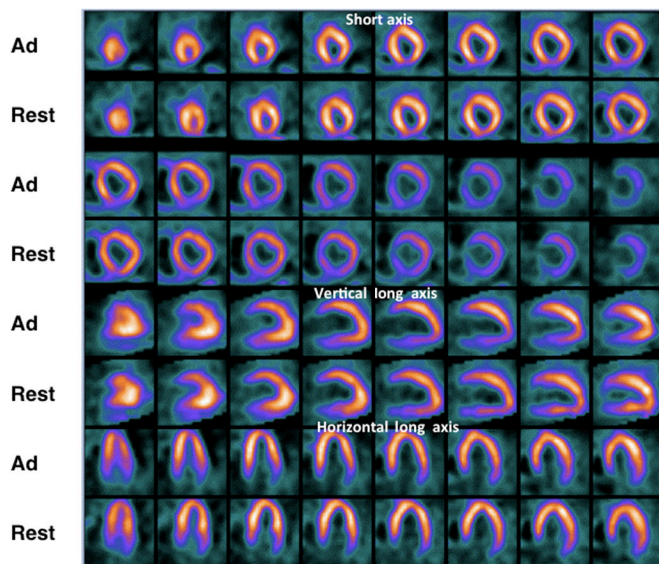 Short axis
Ad
Rest
Ad
Rest
Vertical long axis
Ad
Rest
Horizontal long axis
Ad
Rest